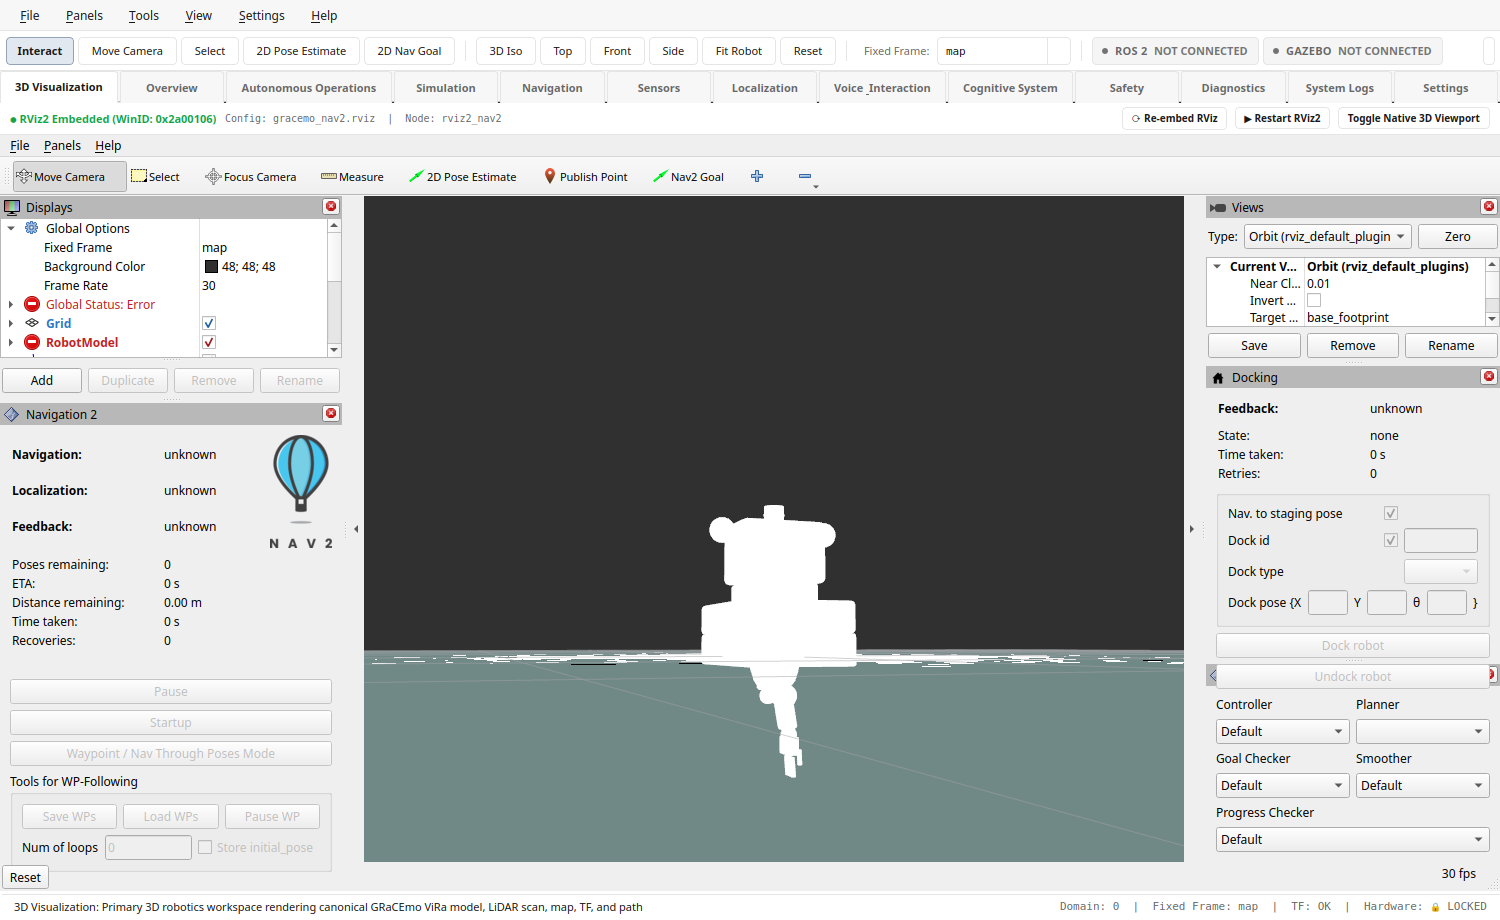 File Panels Tools View Settings Help
Interact Move Camera Select 2D Pose Estimate 2D Nav Goal 3D Iso Top Front Side Fit Robot Reset Fixed Frame: map ● ROS 2 NOT CONNECTED ● GAZEBO NOT CONNECTED
3D Visualization Overview Autonomous Operations Simulation Navigation Sensors Localization Voice _Interaction Cognitive System Safety Diagnostics System Logs Settings
● RViz2 Embedded (WinID: 0x2a00106) Config: gracemo_nav2.rviz | Node: rviz2_nav2 ⟳ Re-embed RViz ▶ Restart RViz2 Toggle Native 3D Viewport
File Panels Help
Move Camera Select Focus Camera Measure 2D Pose Estimate Publish Point Nav2 Goal
Displays
Global Options
Fixed Frame map
Background Color 48; 48; 48
Frame Rate 30
Global Status: Error
Grid
RobotModel
Add Duplicate Remove Rename
Navigation 2
Navigation: unknown
Localization: unknown
Feedback: unknown
NAV2
Poses remaining: 0
ETA: 0 s
Distance remaining: 0.00 m
Time taken: 0 s
Recoveries: 0
Pause
Startup
Waypoint / Nav Through Poses Mode
Tools for WP-Following
Save WPs Load WPs Pause WP
Num of loops 0 Store initial_pose
Reset
Views
Type: Orbit (rviz_default_plugin Zero
Current V... Orbit (rviz_default_plugins)
Near Cl... 0.01
Invert ...
Target ... base_footprint
Save Remove Rename
Docking
Feedback: unknown
State: none
Time taken: 0 s
Retries: 0
Nav. to staging pose
Dock id
Dock type
Dock pose {X Y θ }
Dock robot
Undock robot
Controller Planner
Default
Goal Checker Smoother
Default Default
Progress Checker
Default
30 fps
3D Visualization: Primary 3D robotics workspace rendering canonical GRaCEmo ViRa model, LiDAR scan, map, TF, and path Domain: 0 | Fixed Frame: map | TF: OK | Hardware: 🔒 LOCKED